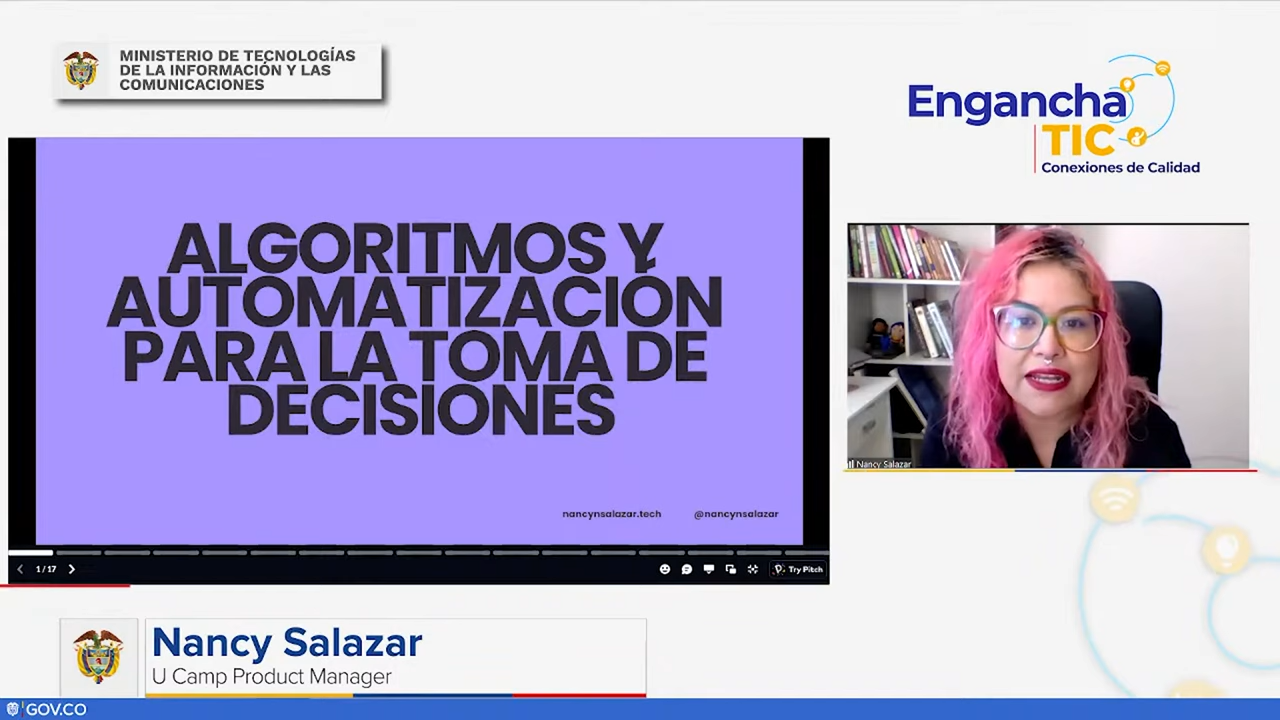 MINISTERIO DE TECNOLOGÍAS
DE LA INFORMACIÓN Y LAS
COMUNICACIONES
Engancha
TIC
Conexiones de Calidad
ALGORITMOS Y
AUTOMATIZACIÓN
PARA LA TOMA DE
DECISIONES
nancynsalazar.tech
@nancynsalazar
1/17
Try Pitch
Nancy Salazar
Nancy Salazar
U Camp Product Manager
GOV.CO